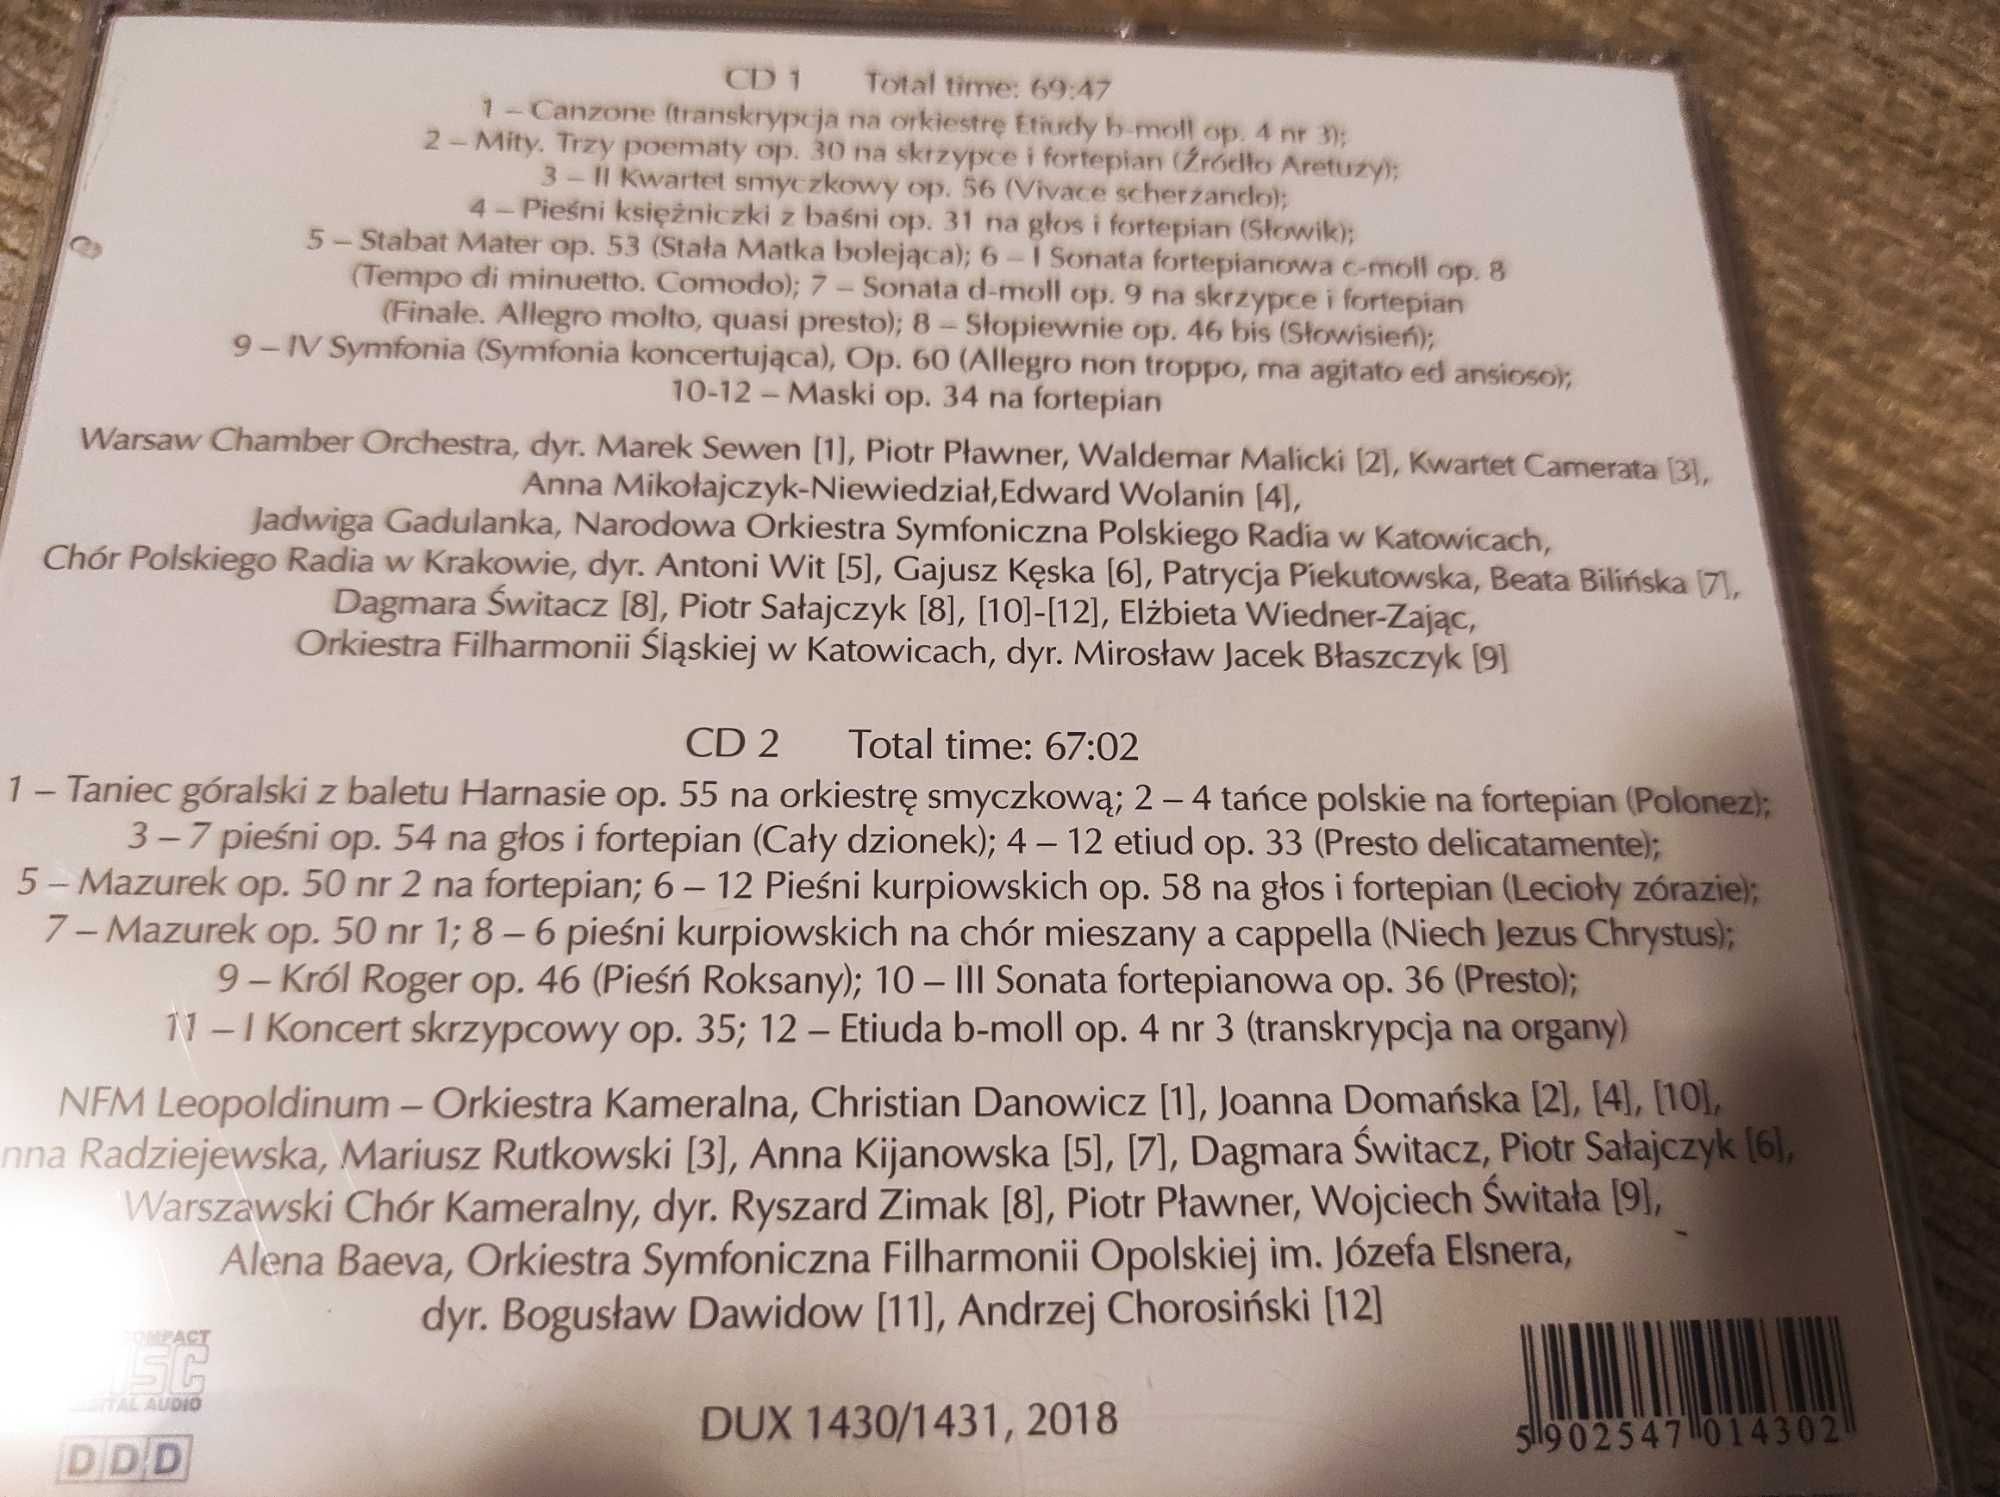 CD 1 Total time: 69:47
1 – Canzone (transkrypcja na orkiestrę Etiudy b-moll op. 4 nr 3);
2 – Mity. Trzy poematy op. 30 na skrzypce i fortepian (Źródło Aretuzy);
3 – II Kwartet smyczkowy op. 56 (Vivace scherzando);
4 – Pieśni księżniczki z baśni op. 31 na głos i fortepian (Słowik);
5 – Stabat Mater op. 53 (Stała Matka bolejąca); 6 – I Sonata fortepianowa c-moll op. 8
(Tempo di minuetto. Comodo); 7 – Sonata d-moll op. 9 na skrzypce i fortepian
(Finale. Allegro molto, quasi presto); 8 – Słopiewnie op. 46 bis (Słowisień);
9 – IV Symfonia (Symfonia koncertująca), Op. 60 (Allegro non troppo, ma agitato ed ansioso);
10-12 – Maski op. 34 na fortepian
Warsaw Chamber Orchestra, dyr. Marek Sewen [1], Piotr Pławner, Waldemar Malicki [2], Kwartet Camerata [3],
Anna Mikołajczyk-Niewiedział,Edward Wolanin [4],
Jadwiga Gadulanka, Narodowa Orkiestra Symfoniczna Polskiego Radia w Katowicach,
Chór Polskiego Radia w Krakowie, dyr. Antoni Wit [5], Gajusz Kęska [6], Patrycja Piekutowska, Beata Bilińska [7],
Dagmara Świtacz [8], Piotr Sałajczyk [8], [10]-[12], Elżbieta Wiedner-Zając,
Orkiestra Filharmonii Śląskiej w Katowicach, dyr. Mirosław Jacek Błaszczyk [9]
CD 2 Total time: 67:02
1 – Taniec góralski z baletu Harnasie op. 55 na orkiestrę smyczkową; 2 – 4 tańce polskie na fortepian (Polonez);
3 – 7 pieśni op. 54 na głos i fortepian (Cały dzionek); 4 – 12 etiud op. 33 (Presto delicatamente);
5 – Mazurek op. 50 nr 2 na fortepian; 6 – 12 Pieśni kurpiowskich op. 58 na głos i fortepian (Lecioły zórazie);
7 – Mazurek op. 50 nr 1; 8 – 6 pieśni kurpiowskich na chór mieszany a cappella (Niech Jezus Chrystus);
9 – Król Roger op. 46 (Pieśń Roksany); 10 – III Sonata fortepianowa op. 36 (Presto);
11 – I Koncert skrzypcowy op. 35; 12 – Etiuda b-moll op. 4 nr 3 (transkrypcja na organy)
NFM Leopoldinum – Orkiestra Kameralna, Christian Danowicz [1], Joanna Domańska [2], [4], [10],
nna Radziejewska, Mariusz Rutkowski [3], Anna Kijanowska [5], [7], Dagmara Świtacz, Piotr Sałajczyk [6],
Warszawski Chór Kameralny, dyr. Ryszard Zimak [8], Piotr Pławner, Wojciech Świtała [9],
Alena Baeva, Orkiestra Symfoniczna Filharmonii Opolskiej im. Józefa Elsnera,
dyr. Bogusław Dawidow [11], Andrzej Chorosiński [12]
COMPACT
DISC
DIGITAL AUDIO
DDD
DUX 1430/1431, 2018
5 902547 014302